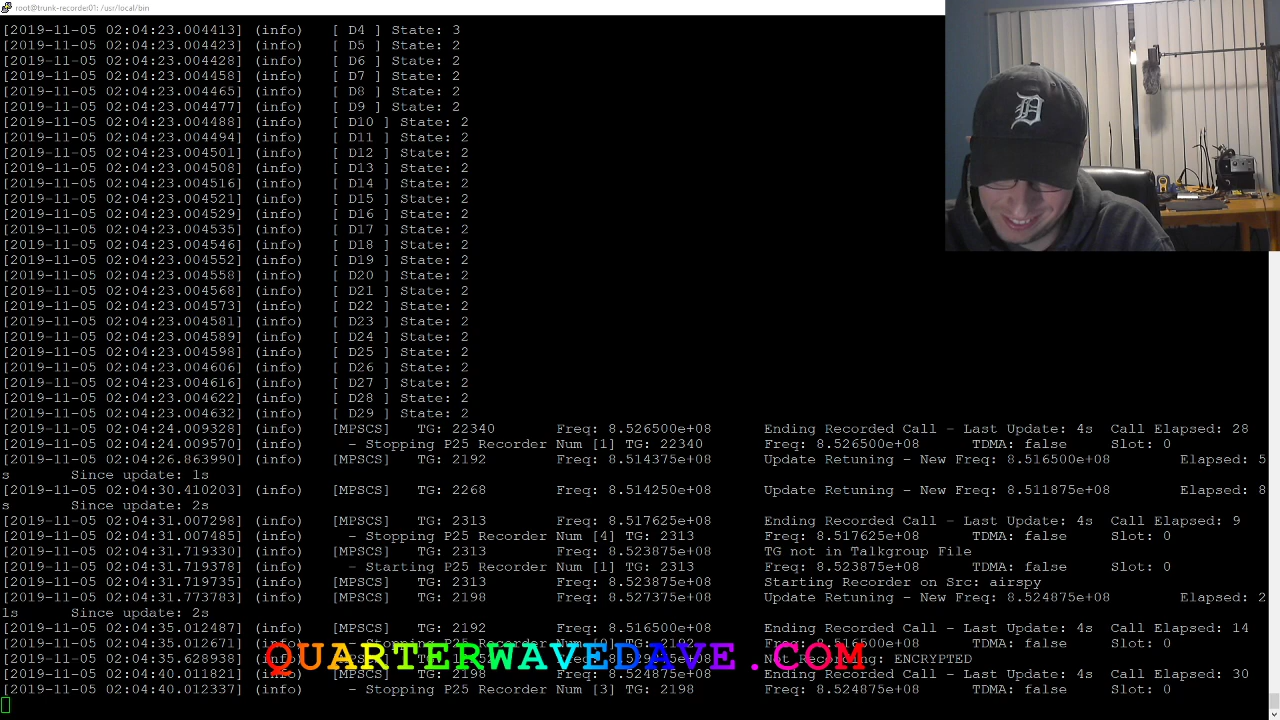 root@trunk-recorder01: /usr/local/bin
[2019-11-05 02:04:23.004413] (info) [ D4 ] State: 3
[2019-11-05 02:04:23.004423] (info) [ D5 ] State: 2
[2019-11-05 02:04:23.004428] (info) [ D6 ] State: 2
[2019-11-05 02:04:23.004458] (info) [ D7 ] State: 2
[2019-11-05 02:04:23.004465] (info) [ D8 ] State: 2
[2019-11-05 02:04:23.004477] (info) [ D9 ] State: 2
[2019-11-05 02:04:23.004488] (info) [ D10 ] State: 2
[2019-11-05 02:04:23.004494] (info) [ D11 ] State: 2
[2019-11-05 02:04:23.004501] (info) [ D12 ] State: 2
[2019-11-05 02:04:23.004508] (info) [ D13 ] State: 2
[2019-11-05 02:04:23.004516] (info) [ D14 ] State: 2
[2019-11-05 02:04:23.004521] (info) [ D15 ] State: 2
[2019-11-05 02:04:23.004529] (info) [ D16 ] State: 2
[2019-11-05 02:04:23.004535] (info) [ D17 ] State: 2
[2019-11-05 02:04:23.004546] (info) [ D18 ] State: 2
[2019-11-05 02:04:23.004552] (info) [ D19 ] State: 2
[2019-11-05 02:04:23.004558] (info) [ D20 ] State: 2
[2019-11-05 02:04:23.004568] (info) [ D21 ] State: 2
[2019-11-05 02:04:23.004573] (info) [ D22 ] State: 2
[2019-11-05 02:04:23.004581] (info) [ D23 ] State: 2
[2019-11-05 02:04:23.004589] (info) [ D24 ] State: 2
[2019-11-05 02:04:23.004598] (info) [ D25 ] State: 2
[2019-11-05 02:04:23.004606] (info) [ D26 ] State: 2
[2019-11-05 02:04:23.004616] (info) [ D27 ] State: 2
[2019-11-05 02:04:23.004622] (info) [ D28 ] State: 2
[2019-11-05 02:04:23.004632] (info) [ D29 ] State: 2
[2019-11-05 02:04:24.009328] (info) [MPSCS] TG: 22340 Freq: 8.526500e+08 Ending Recorded Call - Last Update: 4s Call Elapsed: 28
[2019-11-05 02:04:24.009570] (info) - Stopping P25 Recorder Num [1] TG: 22340 Freq: 8.526500e+08 TDMA: false Slot: 0
[2019-11-05 02:04:26.863990] (info) [MPSCS] TG: 2192 Freq: 8.514375e+08 Update Retuning - New Freq: 8.516500e+08 Elapsed: 5
s Since update: 1s
[2019-11-05 02:04:30.410203] (info) [MPSCS] TG: 2268 Freq: 8.514250e+08 Update Retuning - New Freq: 8.511875e+08 Elapsed: 8
s Since update: 2s
[2019-11-05 02:04:31.007298] (info) [MPSCS] TG: 2313 Freq: 8.517625e+08 Ending Recorded Call - Last Update: 4s Call Elapsed: 9
[2019-11-05 02:04:31.007485] (info) - Stopping P25 Recorder Num [4] TG: 2313 Freq: 8.517625e+08 TDMA: false Slot: 0
[2019-11-05 02:04:31.719330] (info) [MPSCS] TG: 2313 Freq: 8.523875e+08 TG not in Talkgroup File
[2019-11-05 02:04:31.719378] (info) - Starting P25 Recorder Num [1] TG: 2313 Freq: 8.523875e+08 TDMA: false Slot: 0
[2019-11-05 02:04:31.719735] (info) [MPSCS] TG: 2313 Freq: 8.523875e+08 Starting Recorder on Src: airspy
[2019-11-05 02:04:31.773783] (info) [MPSCS] TG: 2198 Freq: 8.527375e+08 Update Retuning - New Freq: 8.524875e+08 Elapsed: 2
1s Since update: 2s
[2019-11-05 02:04:35.012487] (info) [MPSCS] TG: 2192 Freq: 8.516500e+08 Ending Recorded Call - Last Update: 4s Call Elapsed: 14
[2019-11-05 02:04:35.012671] - Stopping P25 Recorder Num TG: 2192 Freq: 8.516500e+08 TDMA: false Slot: 0
[2019-11-05 02:04:35.628938] Not Recording: ENCRYPTED
QUARTERWAVEDAVE.COM
[2019-11-05 02:04:40.011821] (info) [MPSCS] TG: 2198 Freq: 8.524875e+08 Ending Recorded Call - Last Update: 4s Call Elapsed: 30
[2019-11-05 02:04:40.012337] (info) - Stopping P25 Recorder Num [3] TG: 2198 Freq: 8.524875e+08 TDMA: false Slot: 0